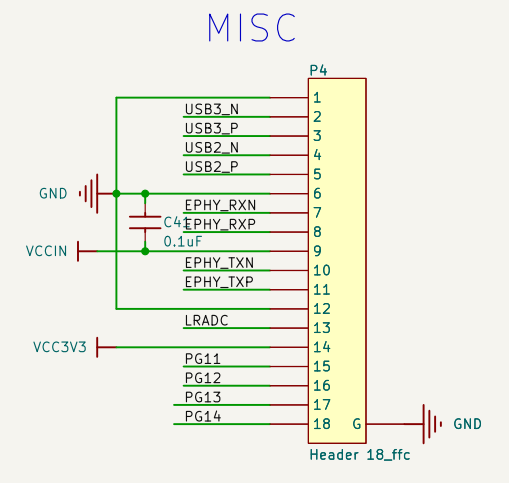 MISC
P4
1
USB3_N 2
USB3_P 3
USB2_N 4
USB2_P 5
GND 6
EPHY_RXN 7
C41 EPHY_RXP 8
0.1uF
VCCIN 9
EPHY_TXN 10
EPHY_TXP 11
12
LRADC 13
VCC3V3 14
PG11 15
PG12 16
PG13 17
PG14 18 G GND
Header 18_ffc